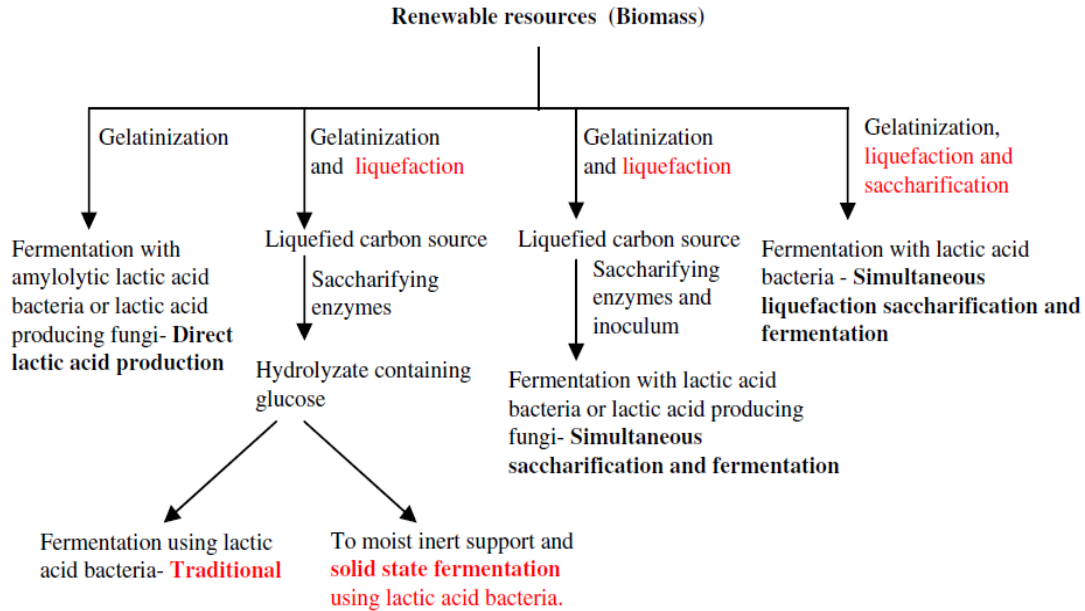 Renewable resources (Biomass)
Gelatinization
Gelatinization
and liquefaction
Gelatinization
and liquefaction
Gelatinization,
liquefaction and
saccharification
Fermentation with
amylolytic lactic acid
bacteria or lactic acid
producing fungi- Direct
lactic acid production
Liquefied carbon source
Saccharifying
enzymes
Hydrolyzate containing
glucose
Liquefied carbon source
Saccharifying
enzymes and
inoculum
Fermentation with lactic acid
bacteria or lactic acid producing
fungi- Simultaneous
saccharification and fermentation
Fermentation with lactic acid
bacteria - Simultaneous
liquefaction saccharification and
fermentation
Fermentation using lactic
acid bacteria- Traditional
To moist inert support and
solid state fermentation
using lactic acid bacteria.